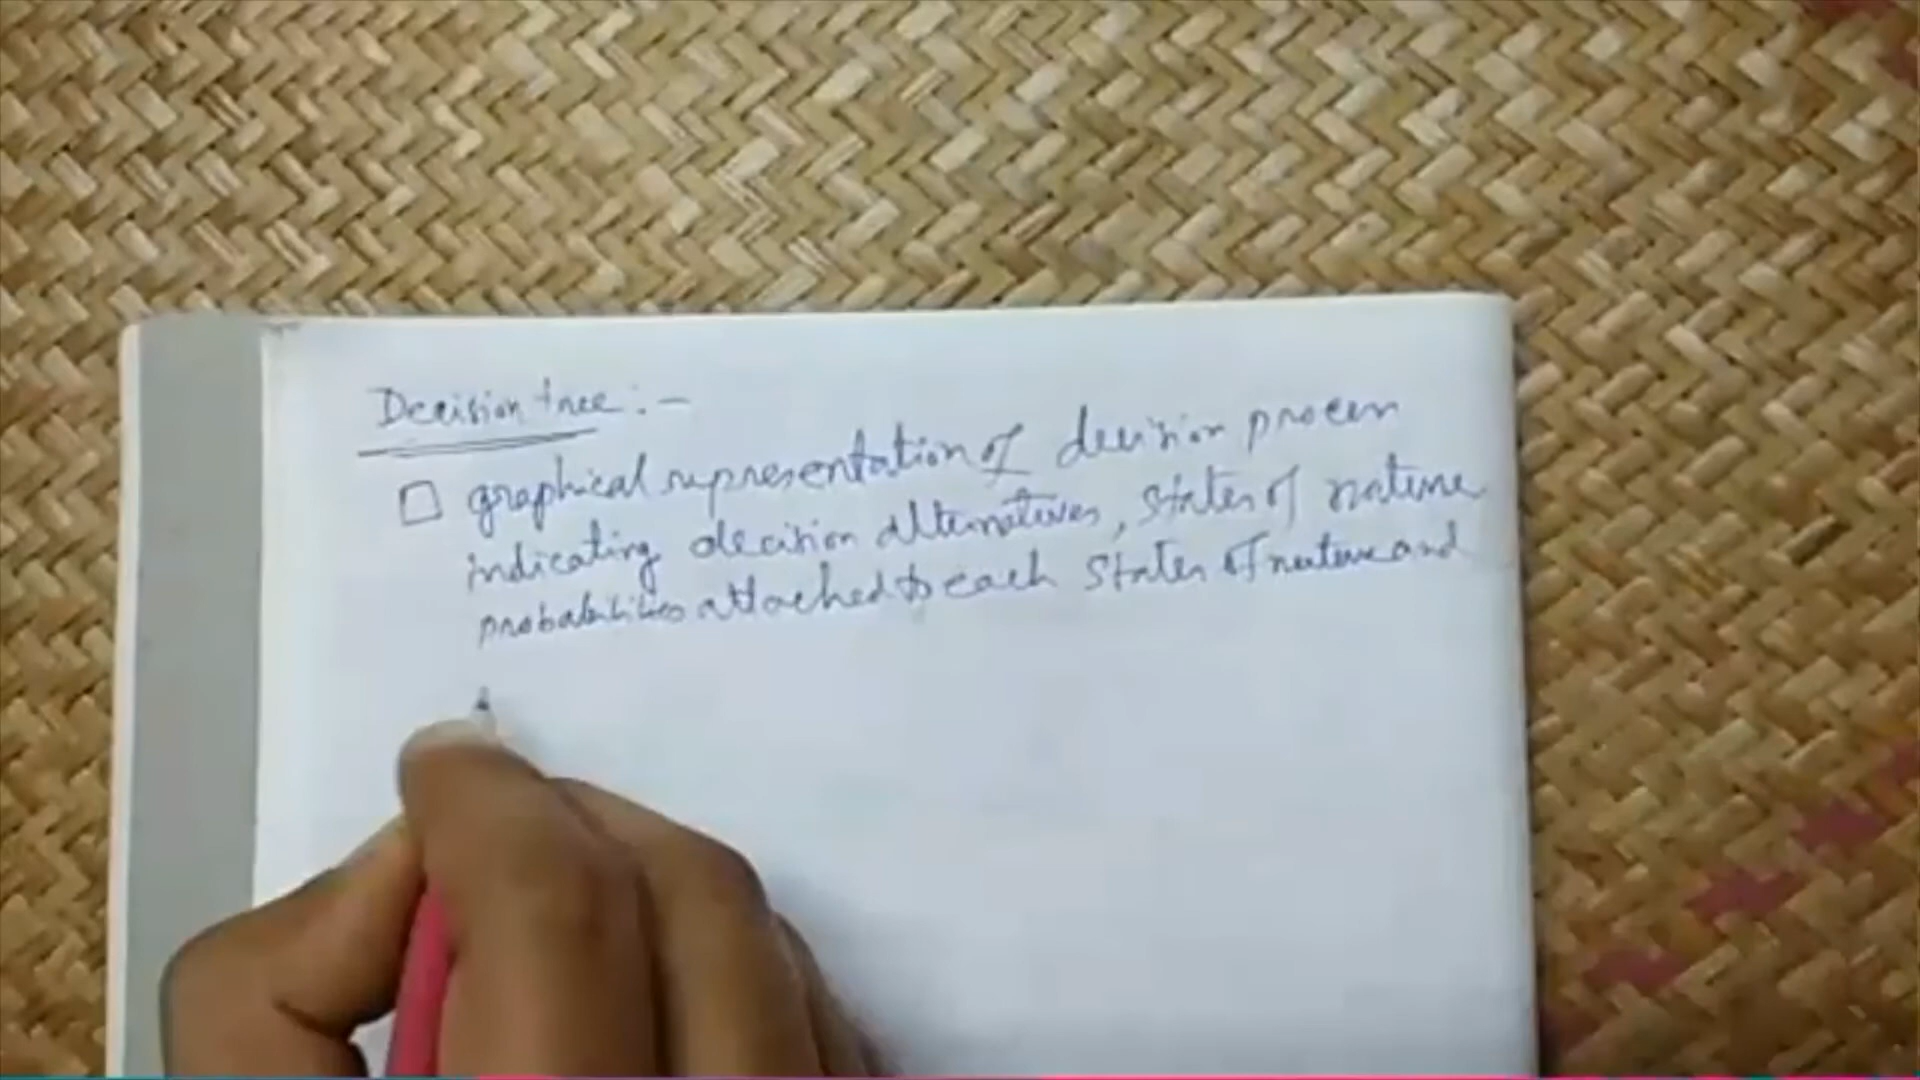 Decision tree:-
□ graphical representation of decision process
indicating decision alternatives, states of nature
probabilities attached to each states of nature and